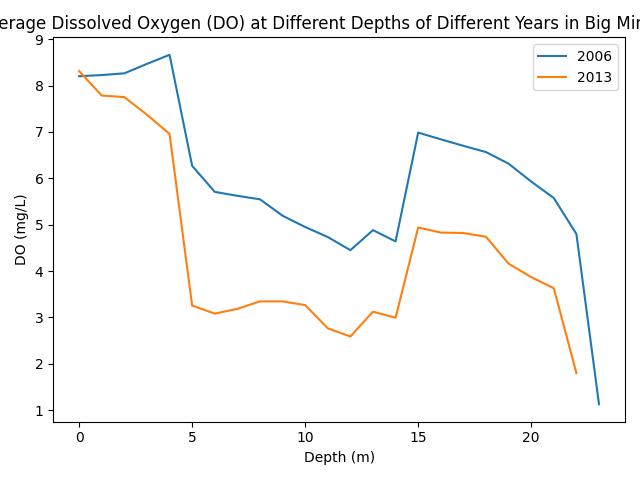 erage Dissolved Oxygen (DO) at Different Depths of Different Years in Big Min
2006
2013
9
8
7
6
5
4
3
2
1
DO (mg/L)
0 5 10 15 20
Depth (m)